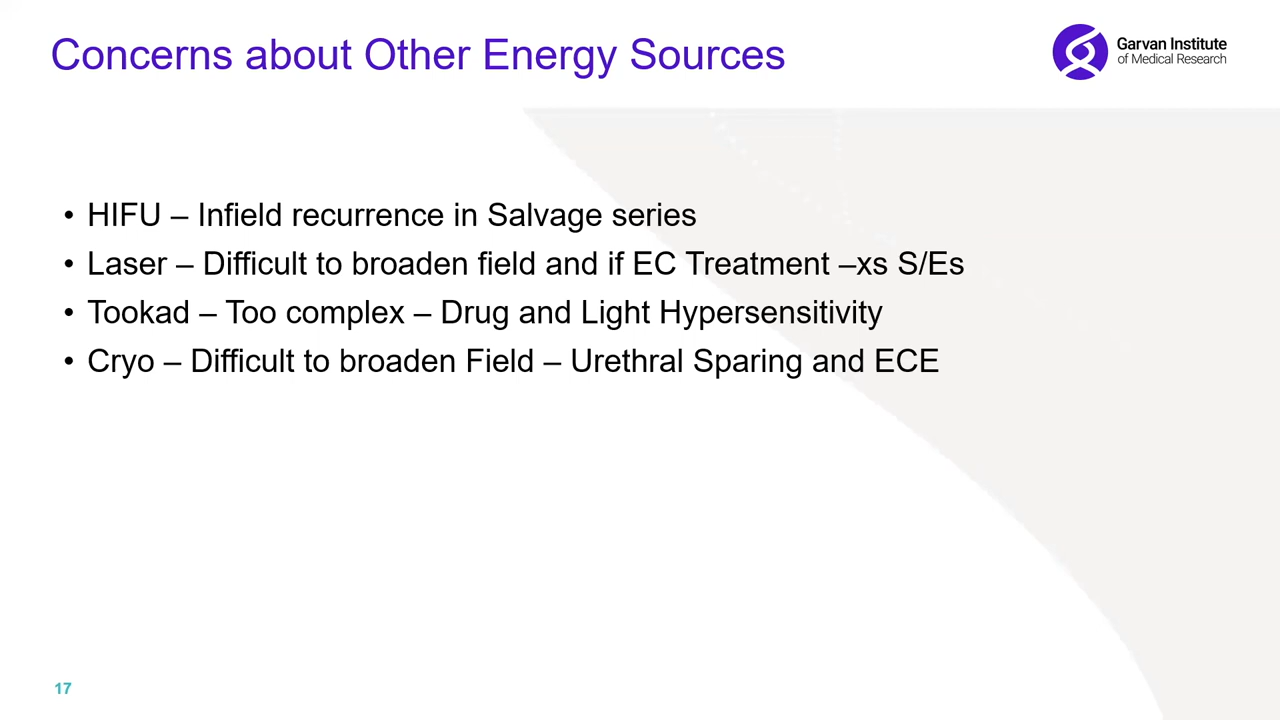 Concerns about Other Energy Sources
Garvan Institute
of Medical Research
• HIFU – Infield recurrence in Salvage series
• Laser – Difficult to broaden field and if EC Treatment –xs S/Es
• Tookad – Too complex – Drug and Light Hypersensitivity
• Cryo – Difficult to broaden Field – Urethral Sparing and ECE
17